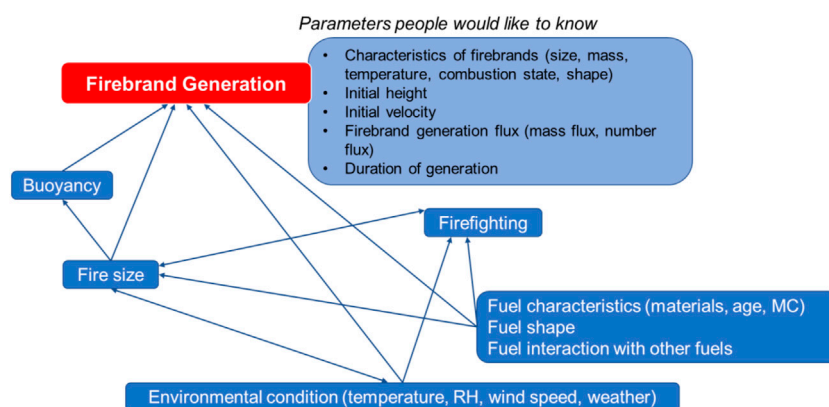 Parameters people would like to know
Firebrand Generation
• Characteristics of firebrands (size, mass,
temperature, combustion state, shape)
• Initial height
• Initial velocity
• Firebrand generation flux (mass flux, number
flux)
• Duration of generation
Buoyancy
Firefighting
Fire size
Fuel characteristics (materials, age, MC)
Fuel shape
Fuel interaction with other fuels
Environmental condition (temperature, RH, wind speed, weather)